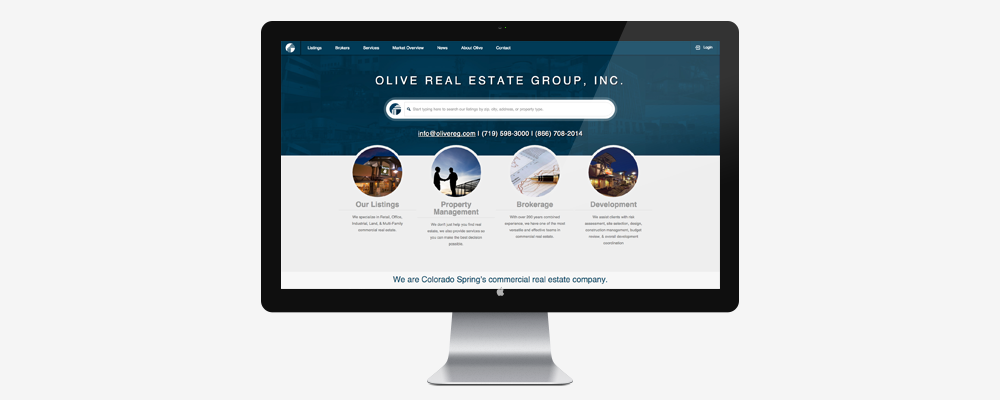 Listings Brokers Services Market Overview News About Olive Contact Login
OLIVE REAL ESTATE GROUP, INC.
Start typing here to search our listings by zip, city, address, or property type.
info@olivereg.com | (719) 598-3000 | (866) 708-2014
Our Listings
We specialize in Retail, Office,
Industrial, Land, & Multi-Family
commercial real estate.
Property
Management
We don't just help you find real
estate, we also provide services so
you can make the best decision
possible.
Brokerage
With over 200 years combined
experience, we have one of the most
versatile and effective teams in
commercial real estate.
Development
We assist clients with risk
assessment, site selection, design,
construction management, budget
review, & overall development
coordination.
We are Colorado Spring's commercial real estate company.